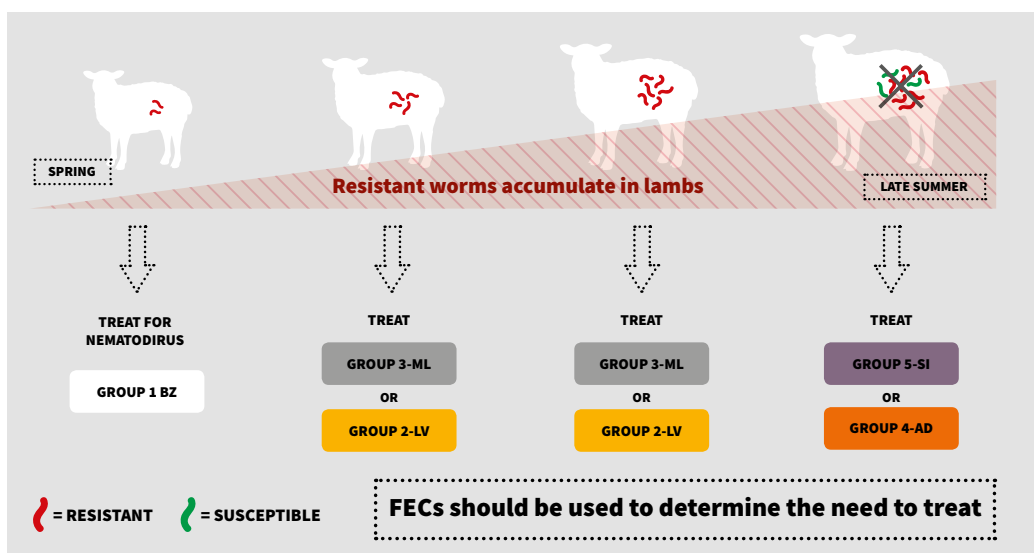 SPRING
Resistant worms accumulate in lambs
LATE SUMMER
TREAT FOR
NEMATODIRUS
GROUP 1 BZ
TREAT
GROUP 3-ML
OR
GROUP 2-LV
TREAT
GROUP 3-ML
OR
GROUP 2-LV
TREAT
GROUP 5-SI
OR
GROUP 4-AD
= RESISTANT
= SUSCEPTIBLE
FECs should be used to determine the need to treat